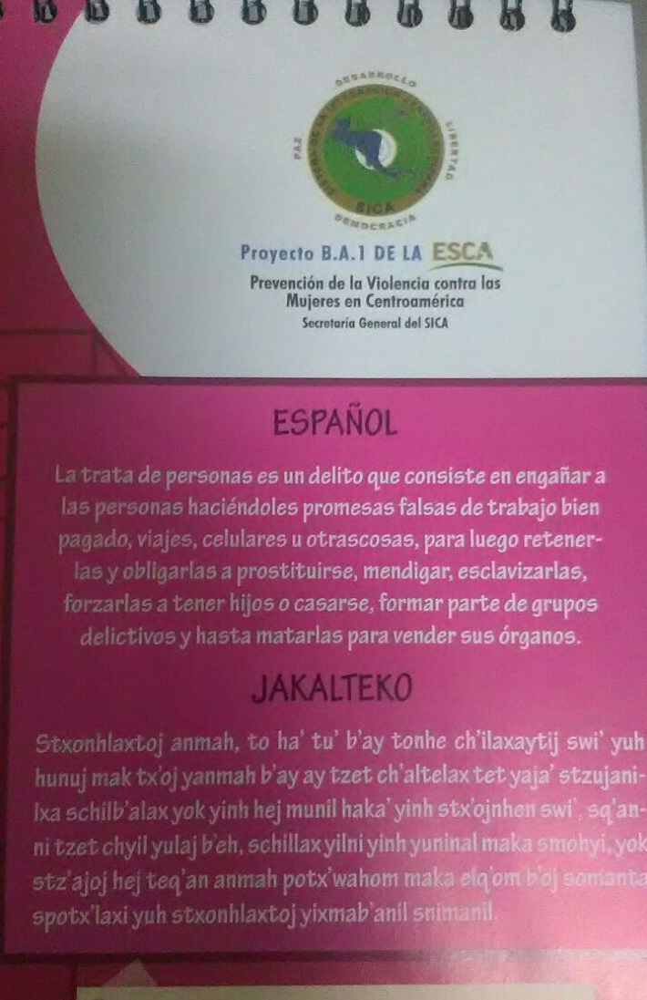 DESARROLLO
PAZ
LIBERTAD
SISTEMA DE LA INTEGRACION CENTROAMERICANA
SICA
DEMOCRACIA
Proyecto B.A.1 DE LA ESCA
Prevención de la Violencia contra las
Mujeres en Centroamérica
Secretaría General del SICA
ESPAÑOL
La trata de personas es un delito que consiste en engañar a
las personas haciéndoles promesas falsas de trabajo bien
pagado, viajes, celulares u otrascosas, para luego retener-
las y obligarlas a prostituirse, mendigar, esclavizarlas,
forzarlas a tener hijos o casarse, formar parte de grupos
delictivos y hasta matarlas para vender sus órganos.
JAKALTEKO
Stxonhlaxtoj anmah, to ha' tu' b'ay tonhe ch'ilaxaytij swi' yuh
hunuj mak tx'oj yanmah b'ay ay tzet ch'altelax tet yaja' stzujani-
lxa schilb'alax yok yinh hej munil haka' yinh stx'ojnhen swi', sq'an-
ni tzet chyil yulaj b'eh, schillax yilni yinh yuninal maka smohyi, yok
stz'ajoj hej teq'an anmah potx'wahom maka elq'om b'oj somanta
spotx'laxi yuh stxonhlaxtoj yixmab'anil snimanil.